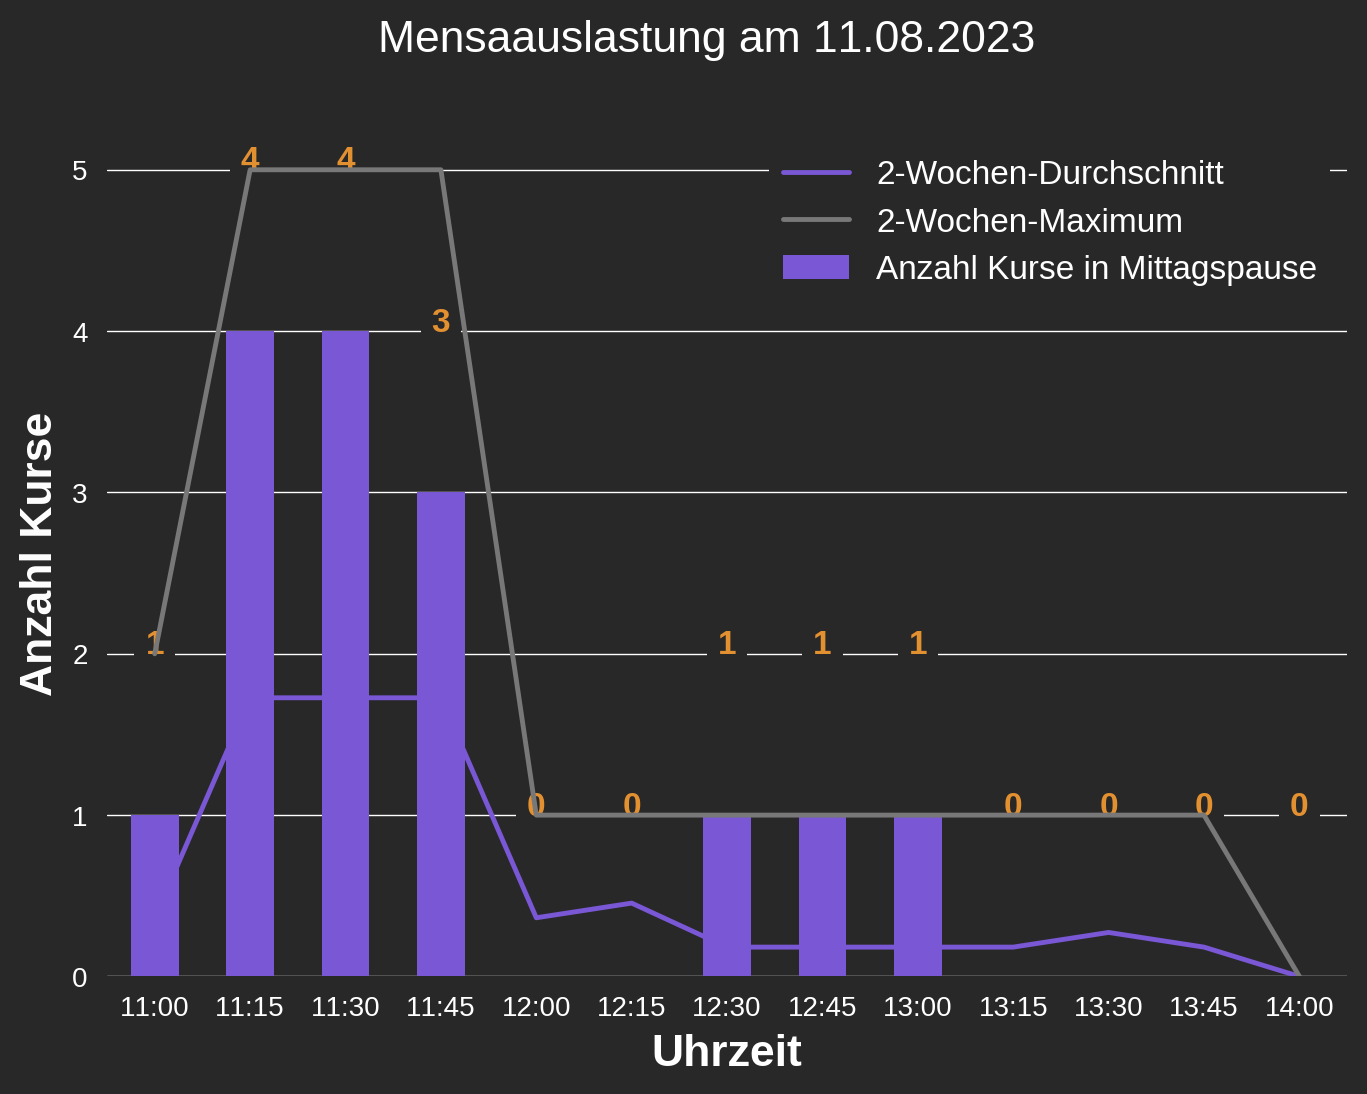 Mensaauslastung am 11.08.2023
2-Wochen-Durchschnitt
2-Wochen-Maximum
Anzahl Kurse in Mittagspause
Anzahl Kurse
5
4
3
2
1
0
4 4
3
1 1 1 1
0 0 0 0 0 0
11:00 11:15 11:30 11:45 12:00 12:15 12:30 12:45 13:00 13:15 13:30 13:45 14:00
Uhrzeit